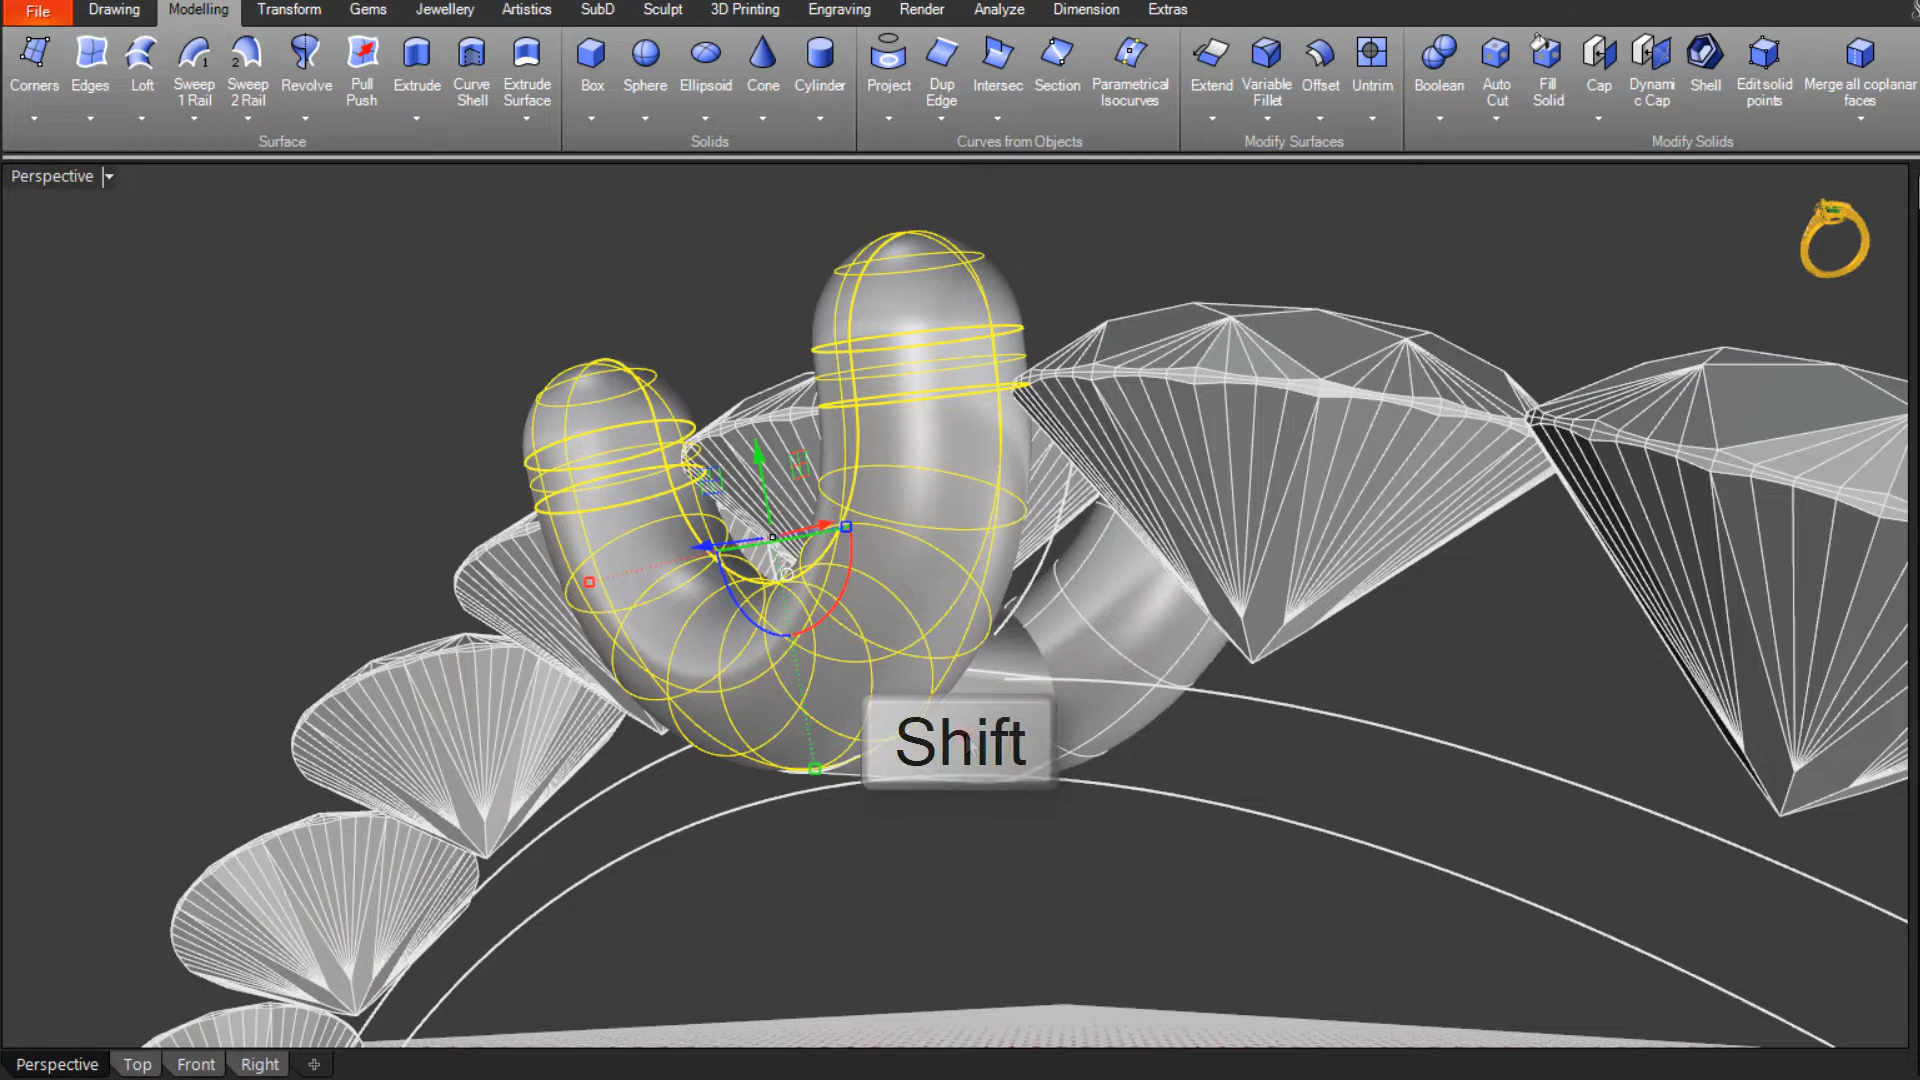 File Drawing Modelling Transform Gems Jewellery Artistics SubD Sculpt 3D Printing Engraving Render Analyze Dimension Extras
Corners Edges Loft Sweep 1 Rail Sweep 2 Rail Revolve Pull Push Extrude Curve Shell Extrude Surface
Surface
Box Sphere Ellipsoid Cone Cylinder
Solids
Project Dup Edge Intersec Section Parametrical Isocurves
Curves from Objects
Extend Variable Fillet Offset Untrim
Modify Surfaces
Boolean Auto Cut Fill Solid Cap Dynami c Cap Shell Edit solid points Merge all coplanar faces
Modify Solids
Perspective
Shift
Perspective Top Front Right